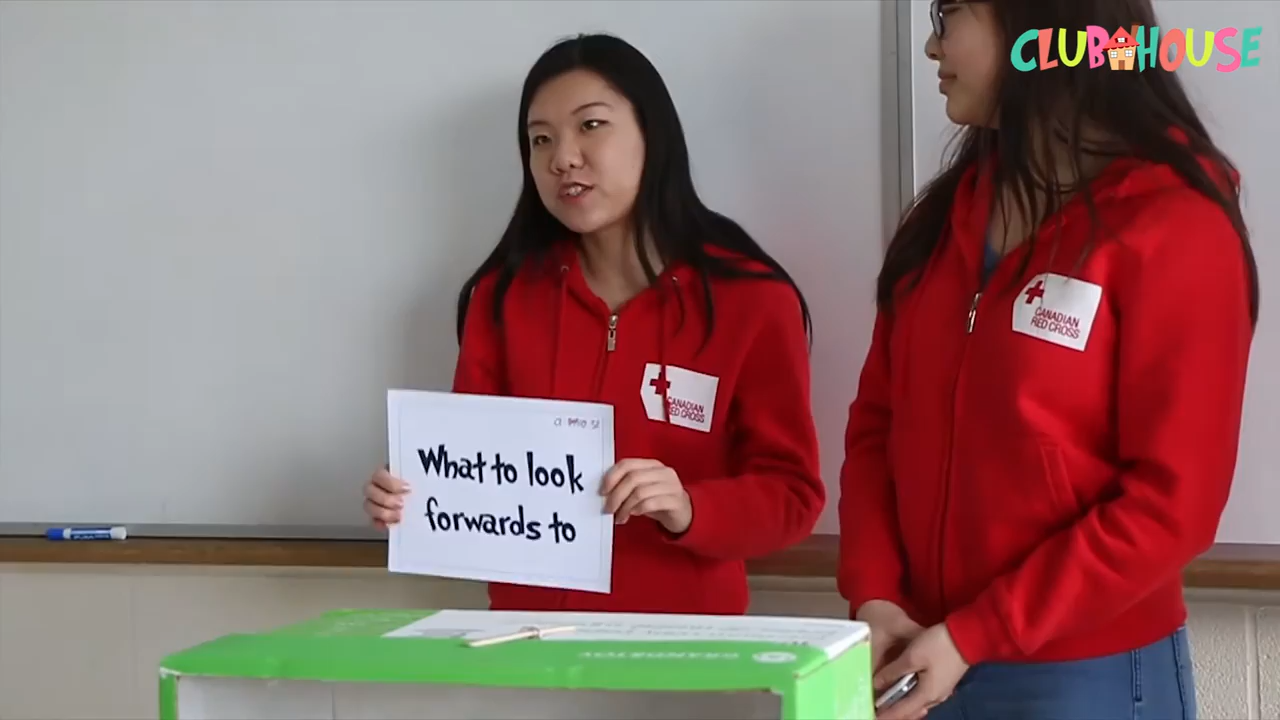 CLUBHOUSE
CANADIAN
RED CROSS
CANADIAN
RED CROSS
What to look
forwards to